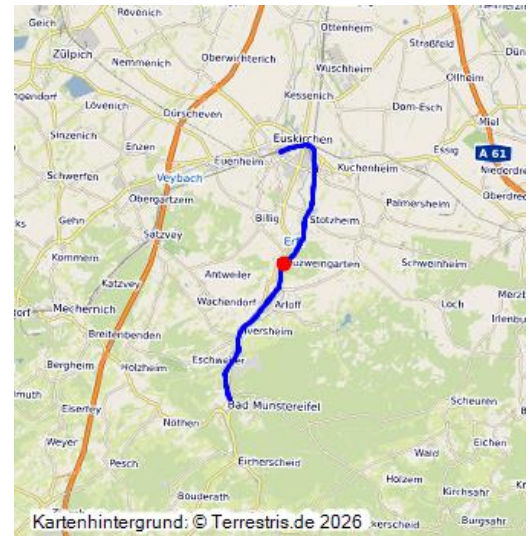 Geich
Rövenich
Ottenheim
Zülpich
Oberwichterich
Straßfeld
Nemmenich
Wuschheim
Ollheim
Kessenich
Lövenich
Dürscheven
Dom-Esch
Miel
Sinzenich
Enzen
Euskirchen
Essig
A 61
Euenheim
Kuchenheim
Schwerfen
Veybach
Obergartzem
Palmersheim
Gehn
Billig
Stotzheim
Satzvey
Kommern
Antweiler
Schweinheim
Katzvey
Mechernich
Wachendorf
Arloff
Loch
Breitenbenden
Bergheim
Holzheim
Eschweiler
Eiserfey
Bad Münstereifel
Scheuren
Nöthen
Weyer
Eichen
Pesch
Eicherscheid
Wald
Holzem
Kirchsahr
Bouderath
Burgsahr
Kartenhintergrund: © Terrestris.de 2026